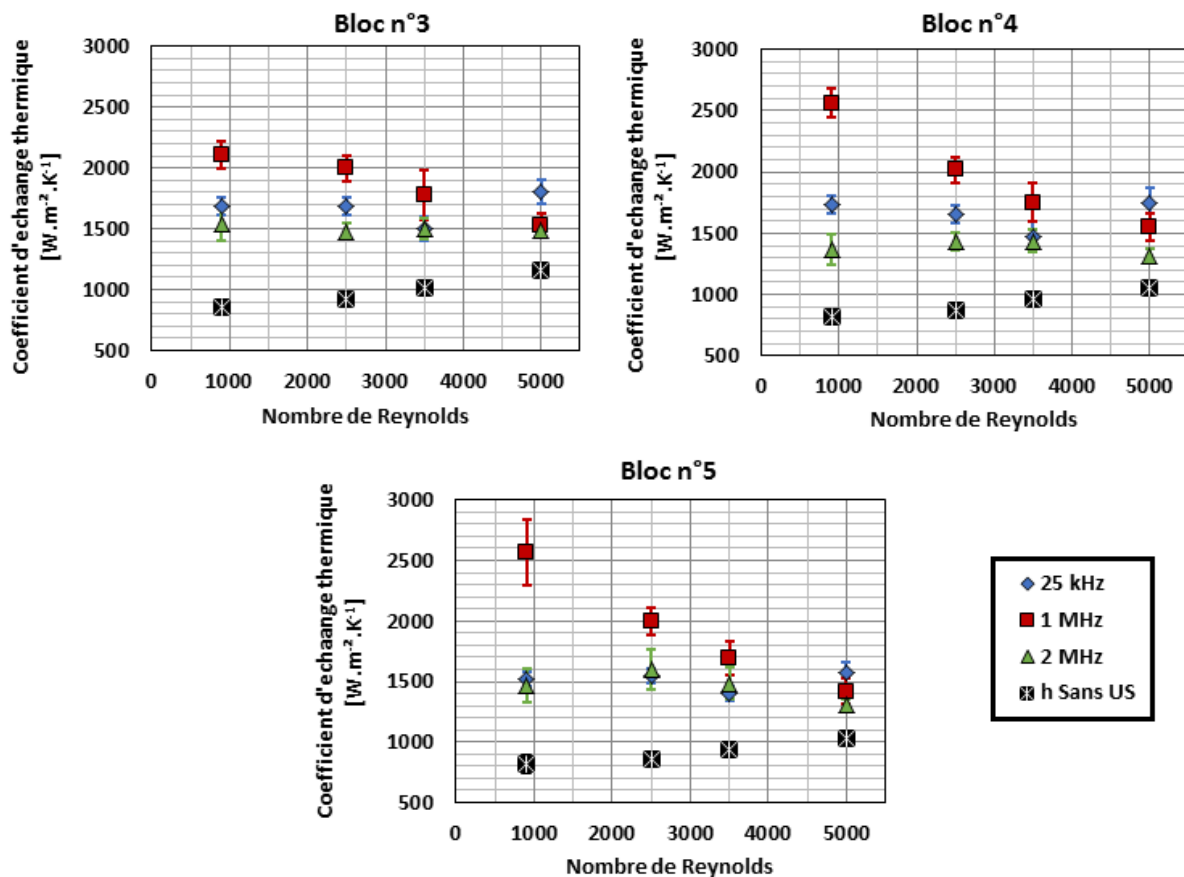 Bloc n°3
Coefficient d'echaange thermique
[W.m-².K-¹]
3000
2500
2000
1500
1000
500
0 1000 2000 3000 4000 5000
Nombre de Reynolds
Bloc n°4
Coefficient d'echaange thermique
[W.m-².K-¹]
3000
2500
2000
1500
1000
500
0 1000 2000 3000 4000 5000
Nombre de Reynolds
Bloc n°5
Coefficient d'echaange thermique
[W.m-².K-¹]
3000
2500
2000
1500
1000
500
0 1000 2000 3000 4000 5000
Nombre de Reynolds
25 kHz
1 MHz
2 MHz
h Sans US